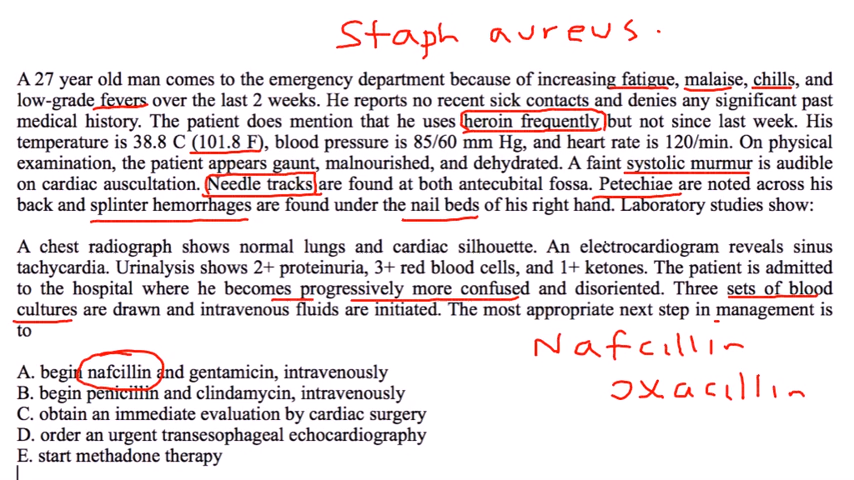 Staph aureus.
A 27 year old man comes to the emergency department because of increasing fatigue, malaise, chills, and
low-grade fevers over the last 2 weeks. He reports no recent sick contacts and denies any significant past
medical history. The patient does mention that he uses heroin frequently but not since last week. His
temperature is 38.8 C (101.8 F), blood pressure is 85/60 mm Hg, and heart rate is 120/min. On physical
examination, the patient appears gaunt, malnourished, and dehydrated. A faint systolic murmur is audible
on cardiac auscultation. Needle tracks are found at both antecubital fossa. Petechiae are noted across his
back and splinter hemorrhages are found under the nail beds of his right hand. Laboratory studies show:
A chest radiograph shows normal lungs and cardiac silhouette. An electrocardiogram reveals sinus
tachycardia. Urinalysis shows 2+ proteinuria, 3+ red blood cells, and 1+ ketones. The patient is admitted
to the hospital where he becomes progressively more confused and disoriented. Three sets of blood
cultures are drawn and intravenous fluids are initiated. The most appropriate next step in management is
to
Nafcillin
oxacillin
A. begin nafcillin and gentamicin, intravenously
B. begin penicillin and clindamycin, intravenously
C. obtain an immediate evaluation by cardiac surgery
D. order an urgent transesophageal echocardiography
E. start methadone therapy